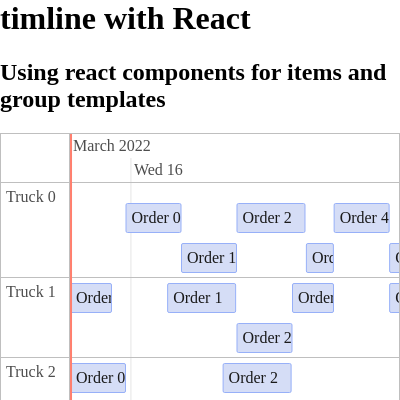 timline with React
Using react components for items and
group templates
March 2022
Wed 16
Truck 0
Order 0
Order 2
Order 4
Order 1
Truck 1
Order
Order 1
Order
Order 2
Truck 2
Order 0
Order 2